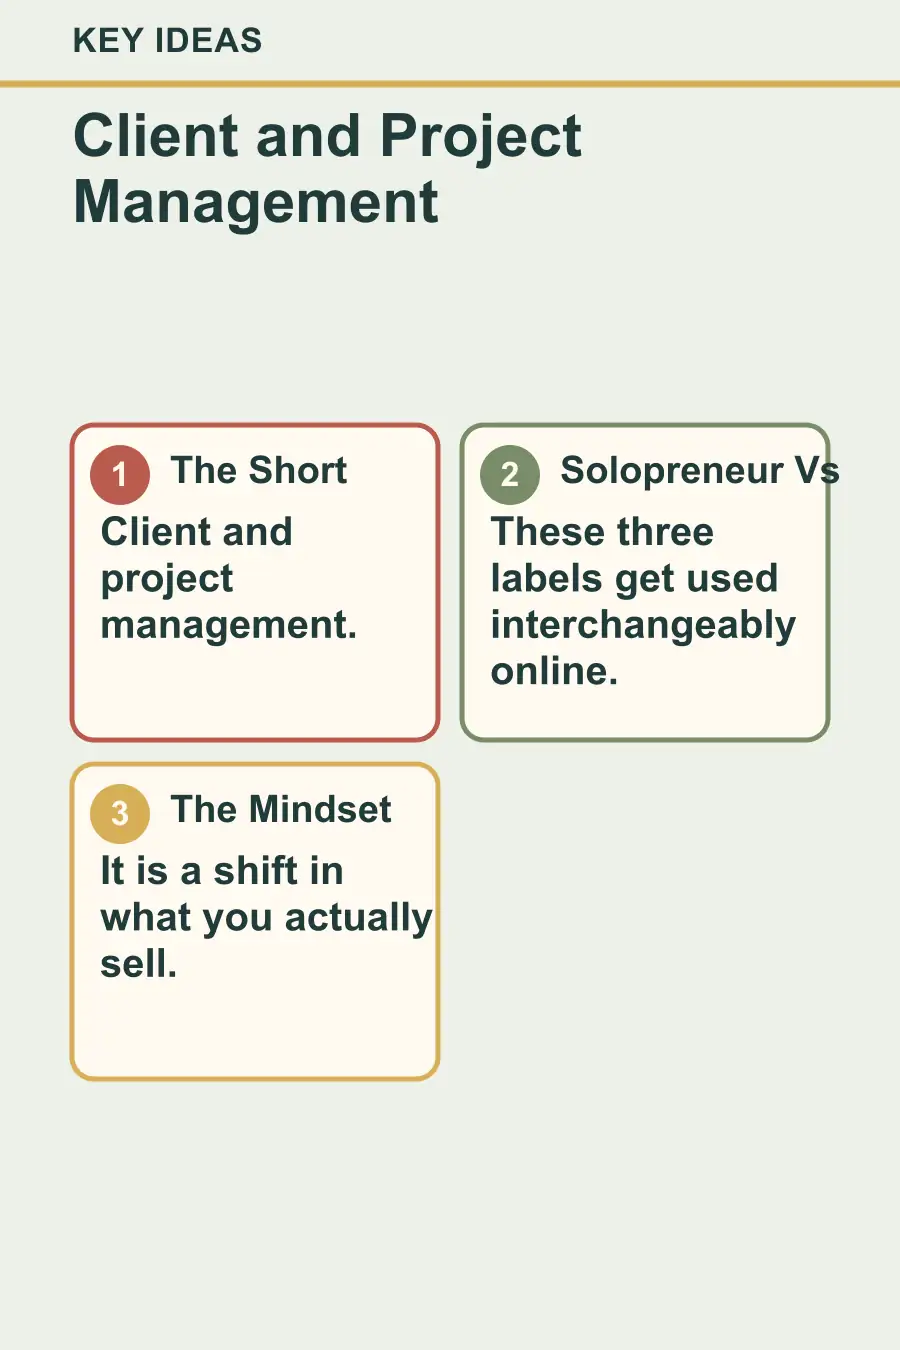 KEY IDEAS
Client and Project
Management
1 The Short
Client and
project
management.
2 Solopreneur Vs
These three
labels get used
interchangeably
online.
3 The Mindset
It is a shift in
what you actually
sell.